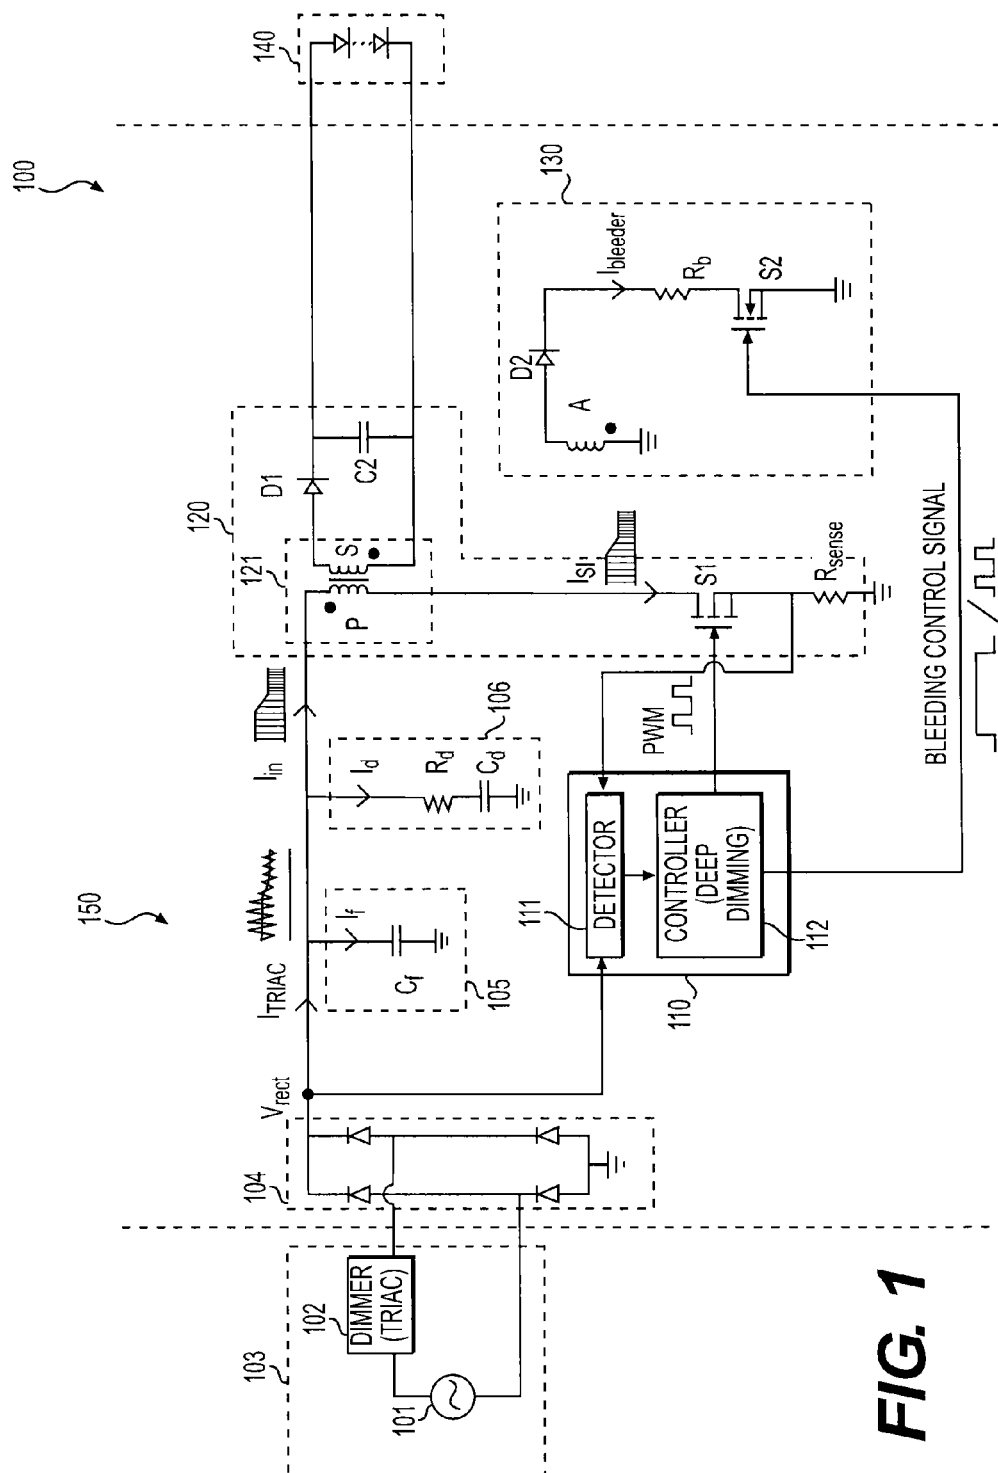 100
150
103
102
DIMMER
(TRIAC)
101
104
Vrect
ITRIAC
If
Cf
105
Iin
Id
Rd
Cd
106
120
121
P
S
D1
C2
140
ISI
S1
Rsense
PWM
111
DETECTOR
CONTROLLER
(DEEP
DIMMING)
112
110
130
D2
A
Ibleeder
Rb
S2
BLEEDING CONTROL SIGNAL
FIG. 1